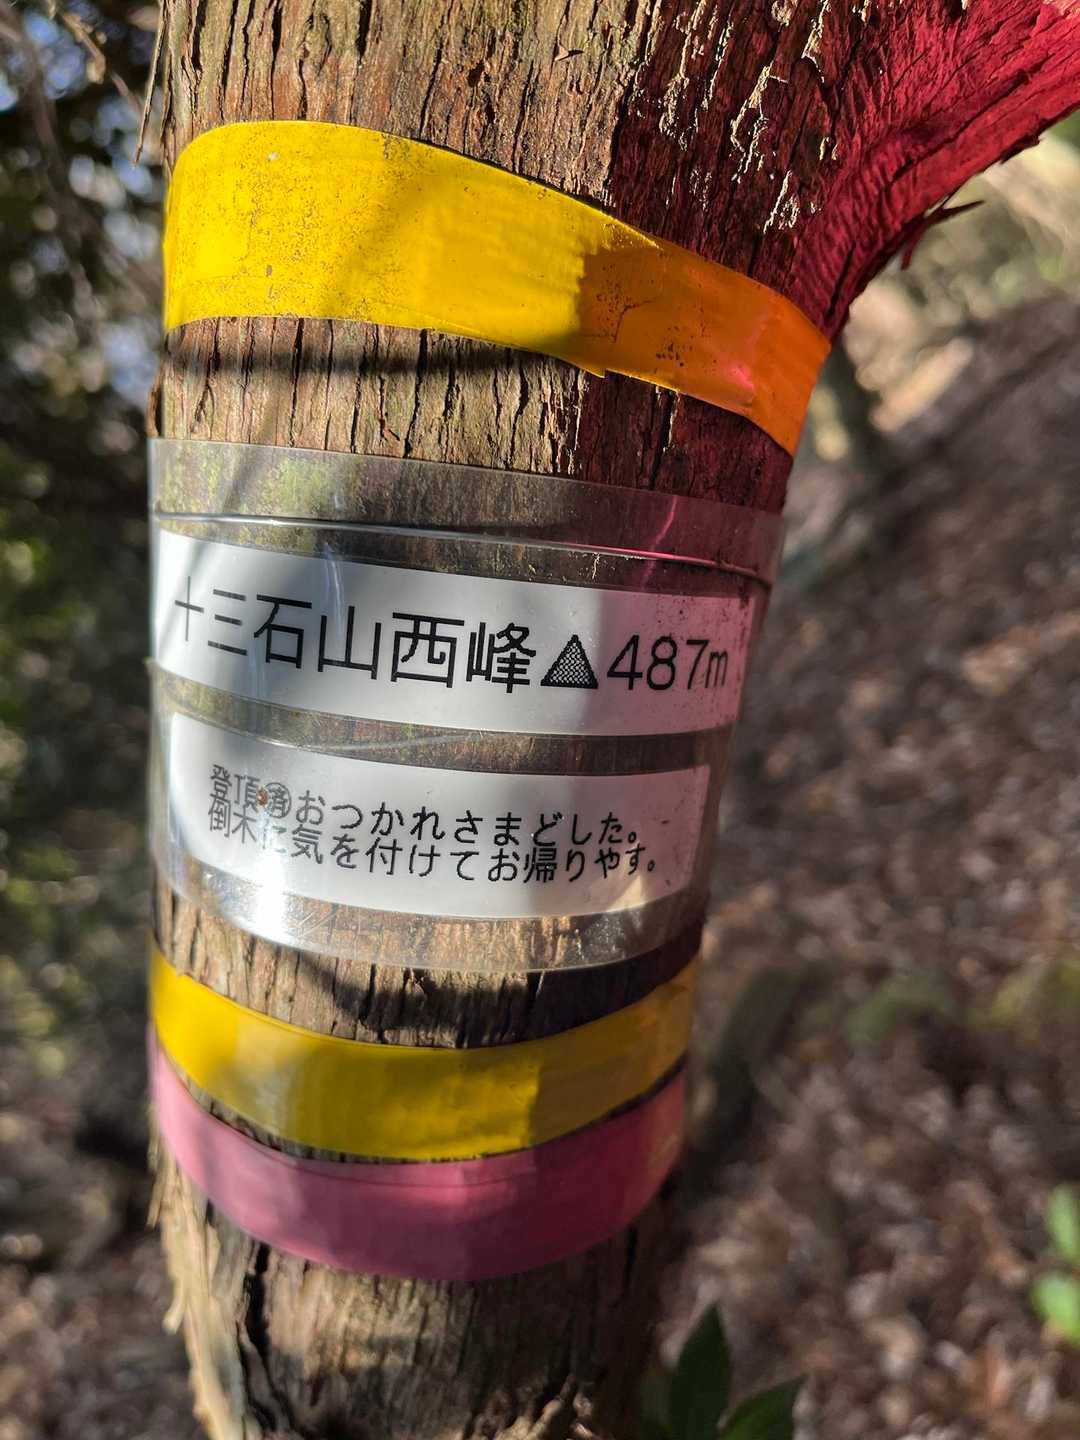 十三石山西峰▲487m
登頂㊮おつかれさまどした。
倒木に気を付けてお帰りやす。